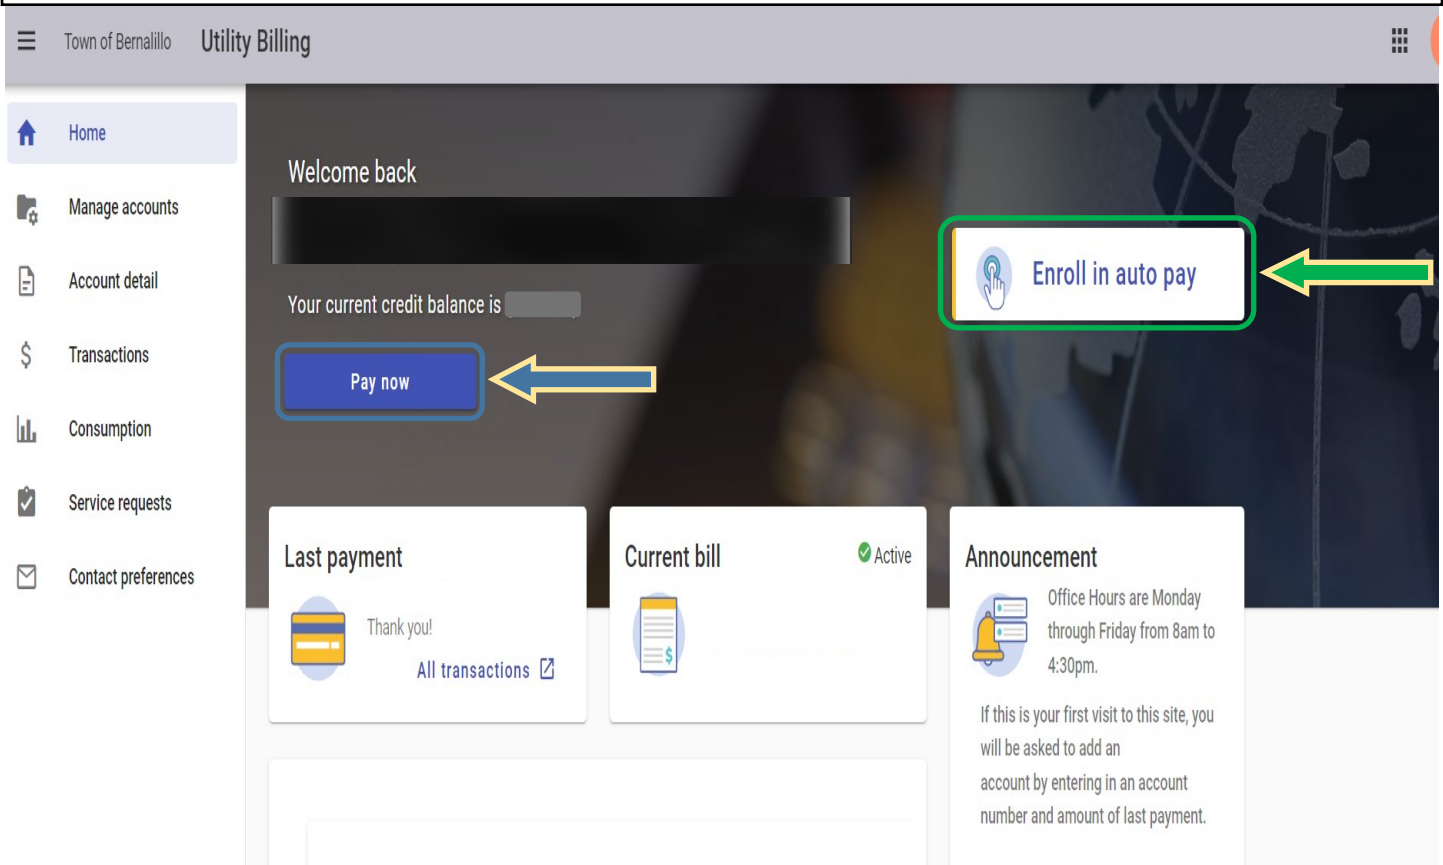 Town of Bernalillo Utility Billing
Home
Manage accounts
Account detail
Transactions
Consumption
Service requests
Contact preferences
Welcome back
Your current credit balance is
Pay now
Enroll in auto pay
Last payment
Thank you!
All transactions
Current bill
Active
$
Announcement
Office Hours are Monday
through Friday from 8am to
4:30pm.
If this is your first visit to this site, you
will be asked to add an
account by entering in an account
number and amount of last payment.